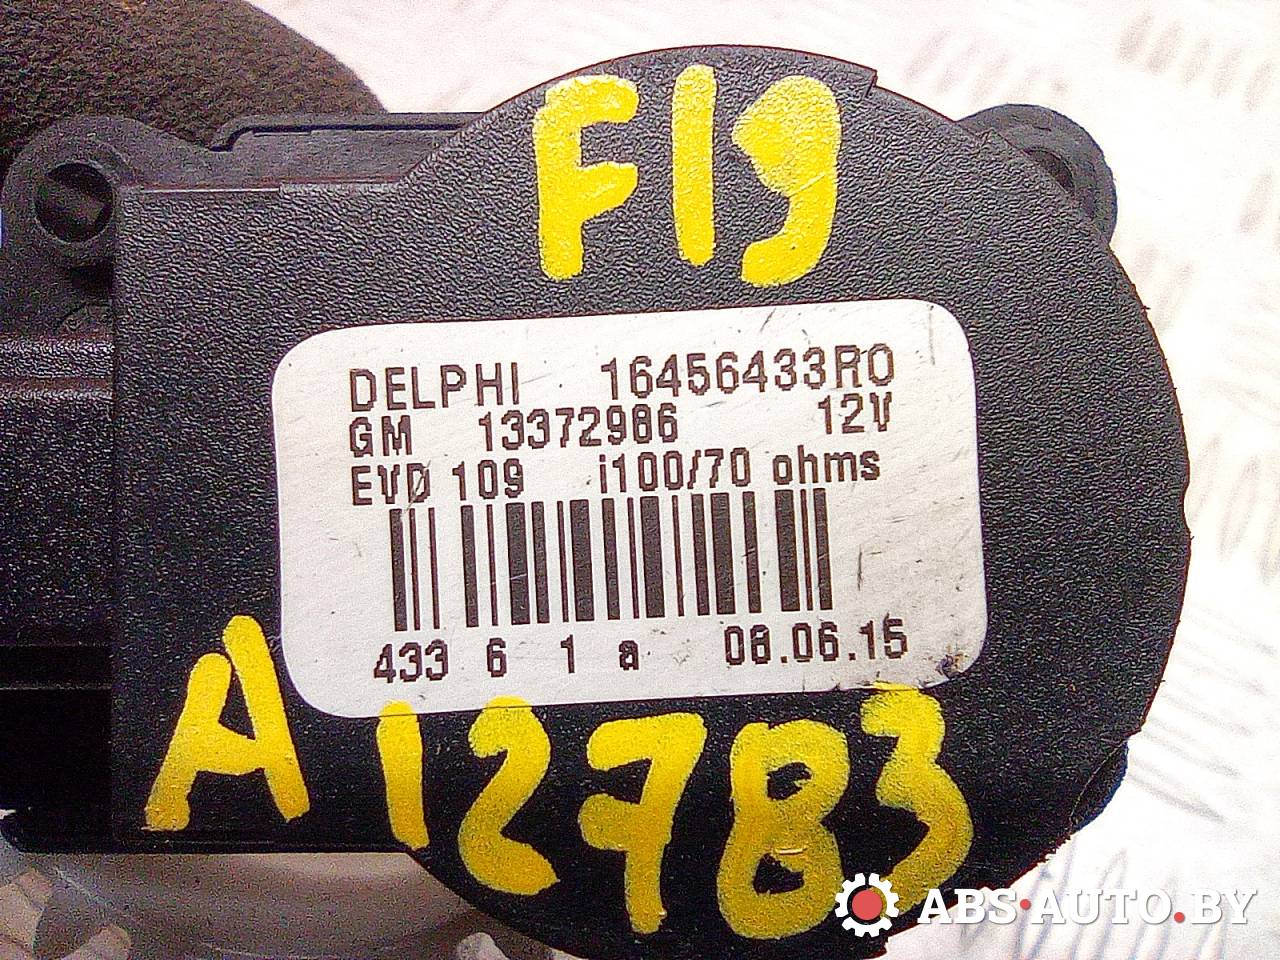 F19
DELPHI 16456433RO
GM 13372986 12V
EVD 109 i100/70 ohms
433 6 1 a 08.06.15
A12783
ABS-AUTO.BY